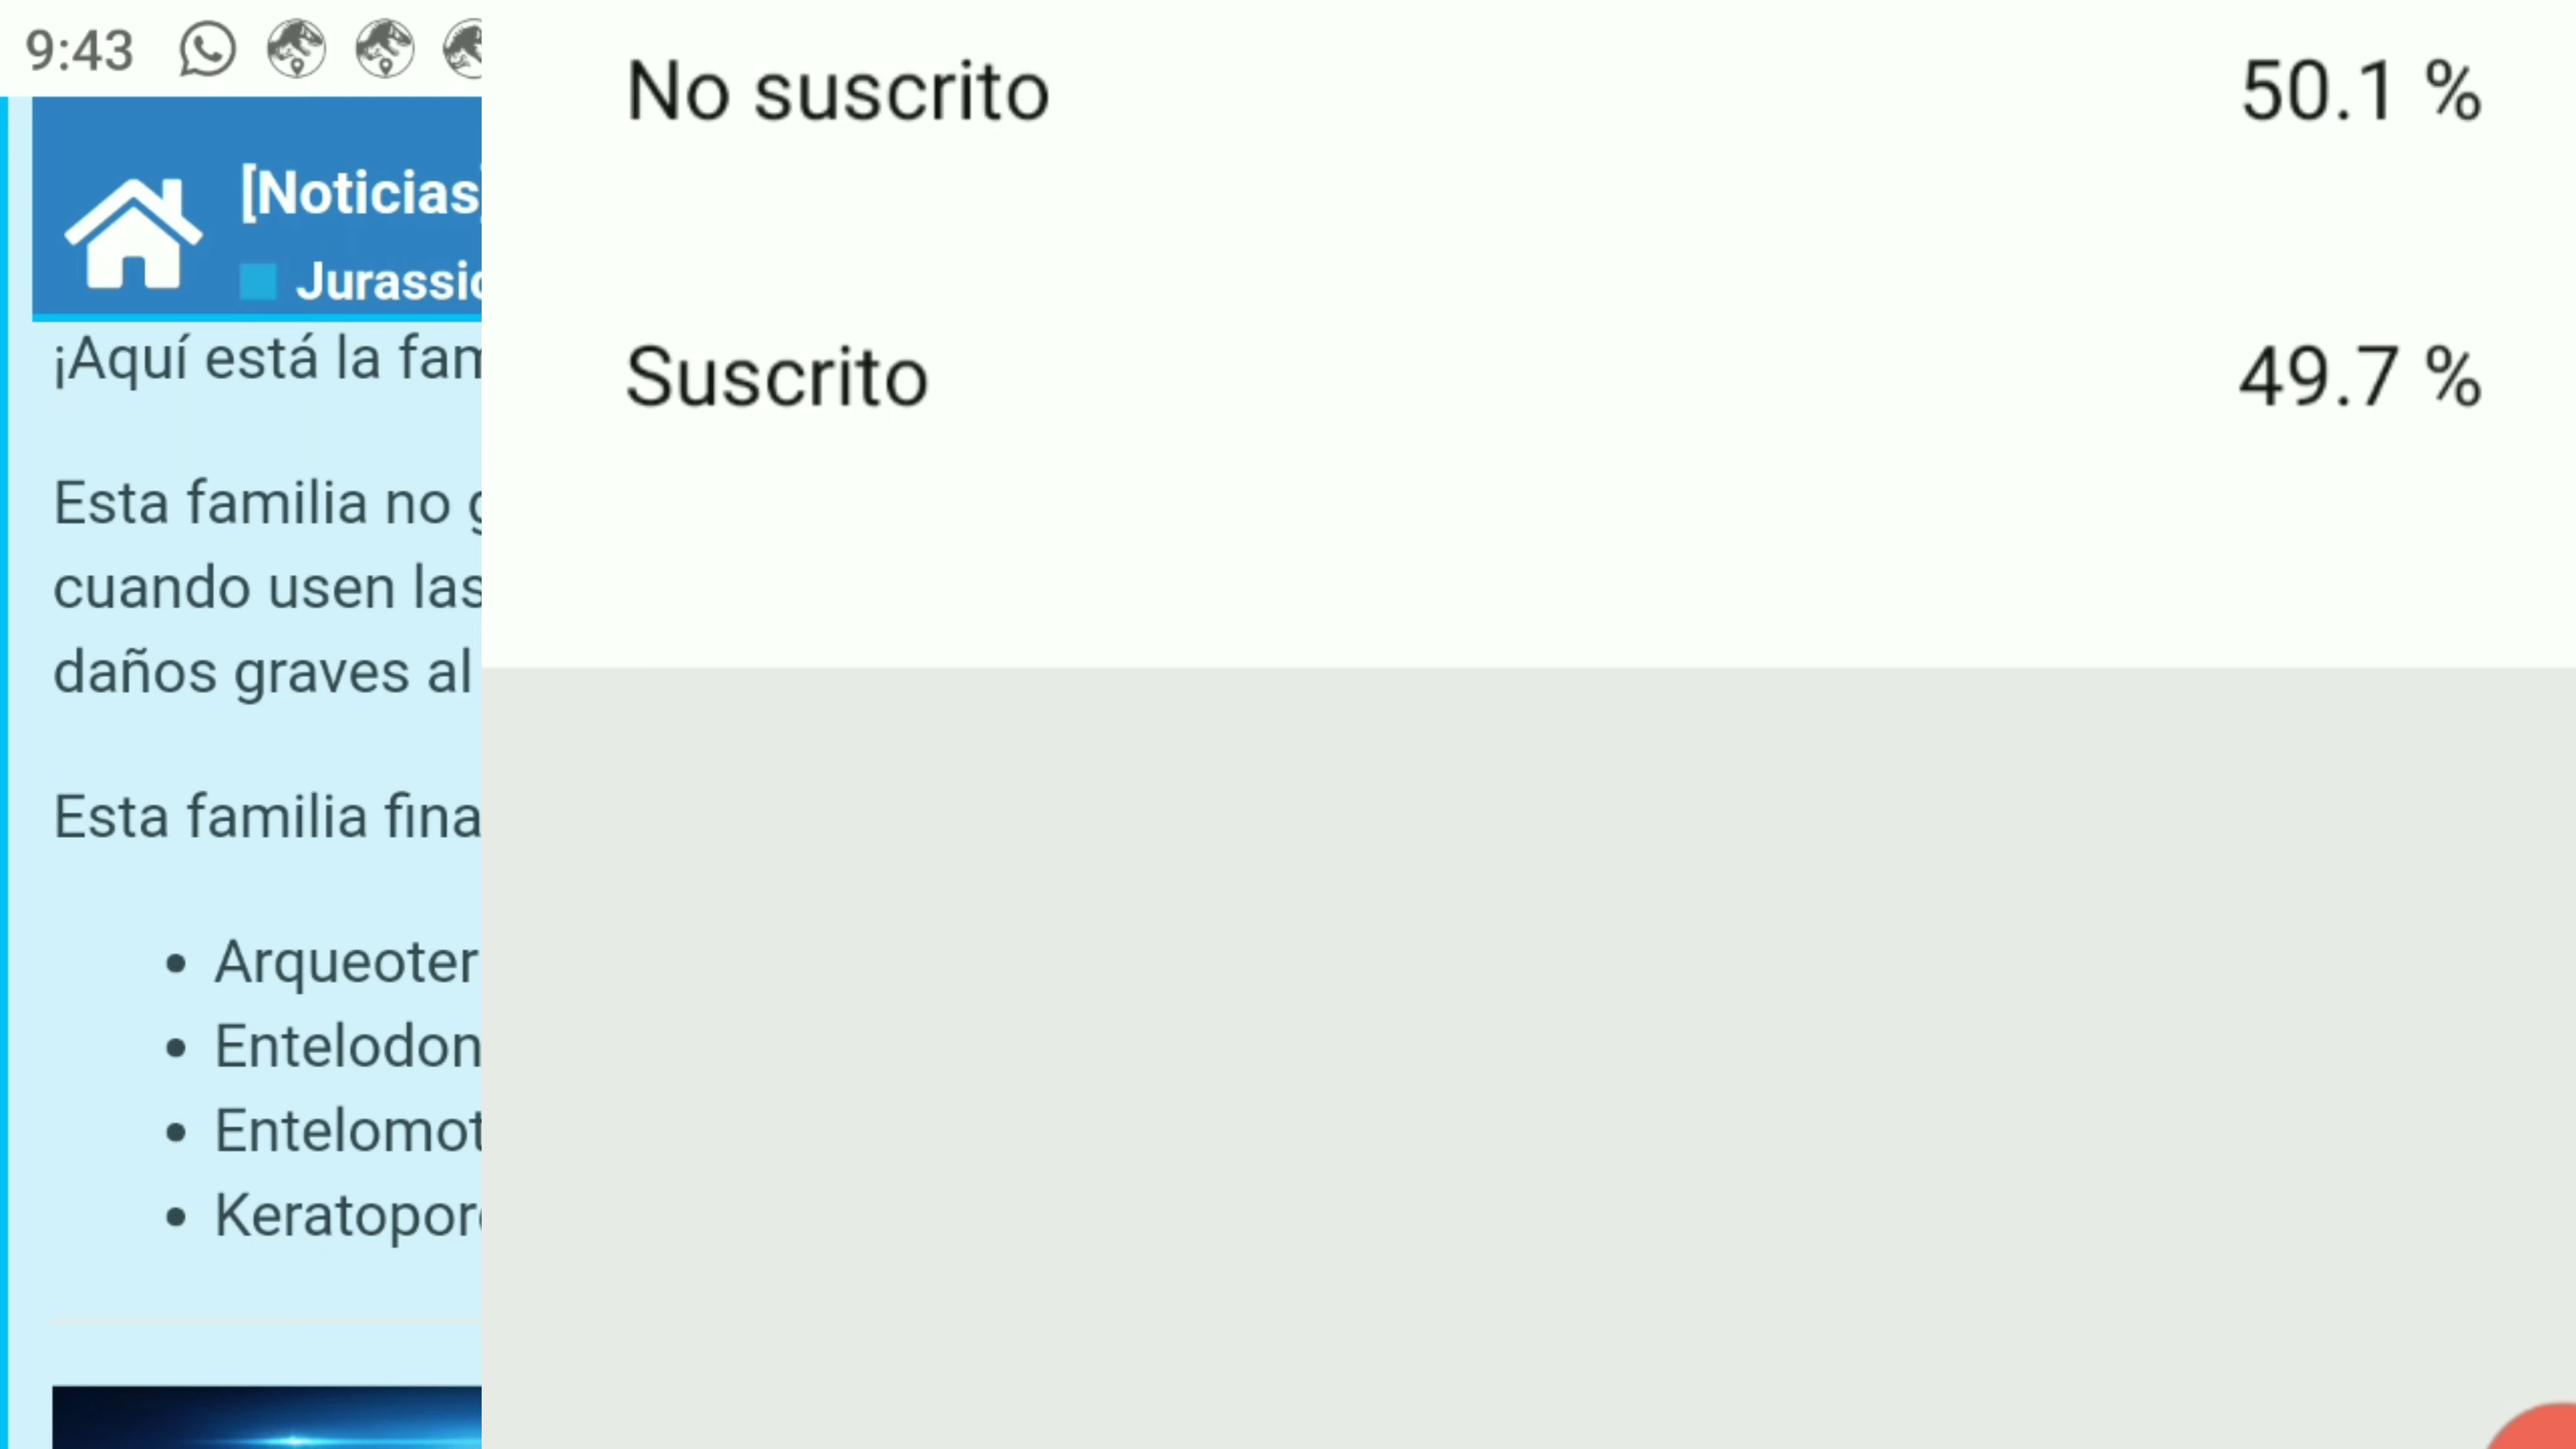 9:43
[Noticias
Jurassic
¡Aquí está la fam
Esta familia no g
cuando usen las
daños graves al
Esta familia fina
Arqueoter
Entelodon
Entelomot
Keratopor
No suscrito 50.1 %
Suscrito 49.7 %